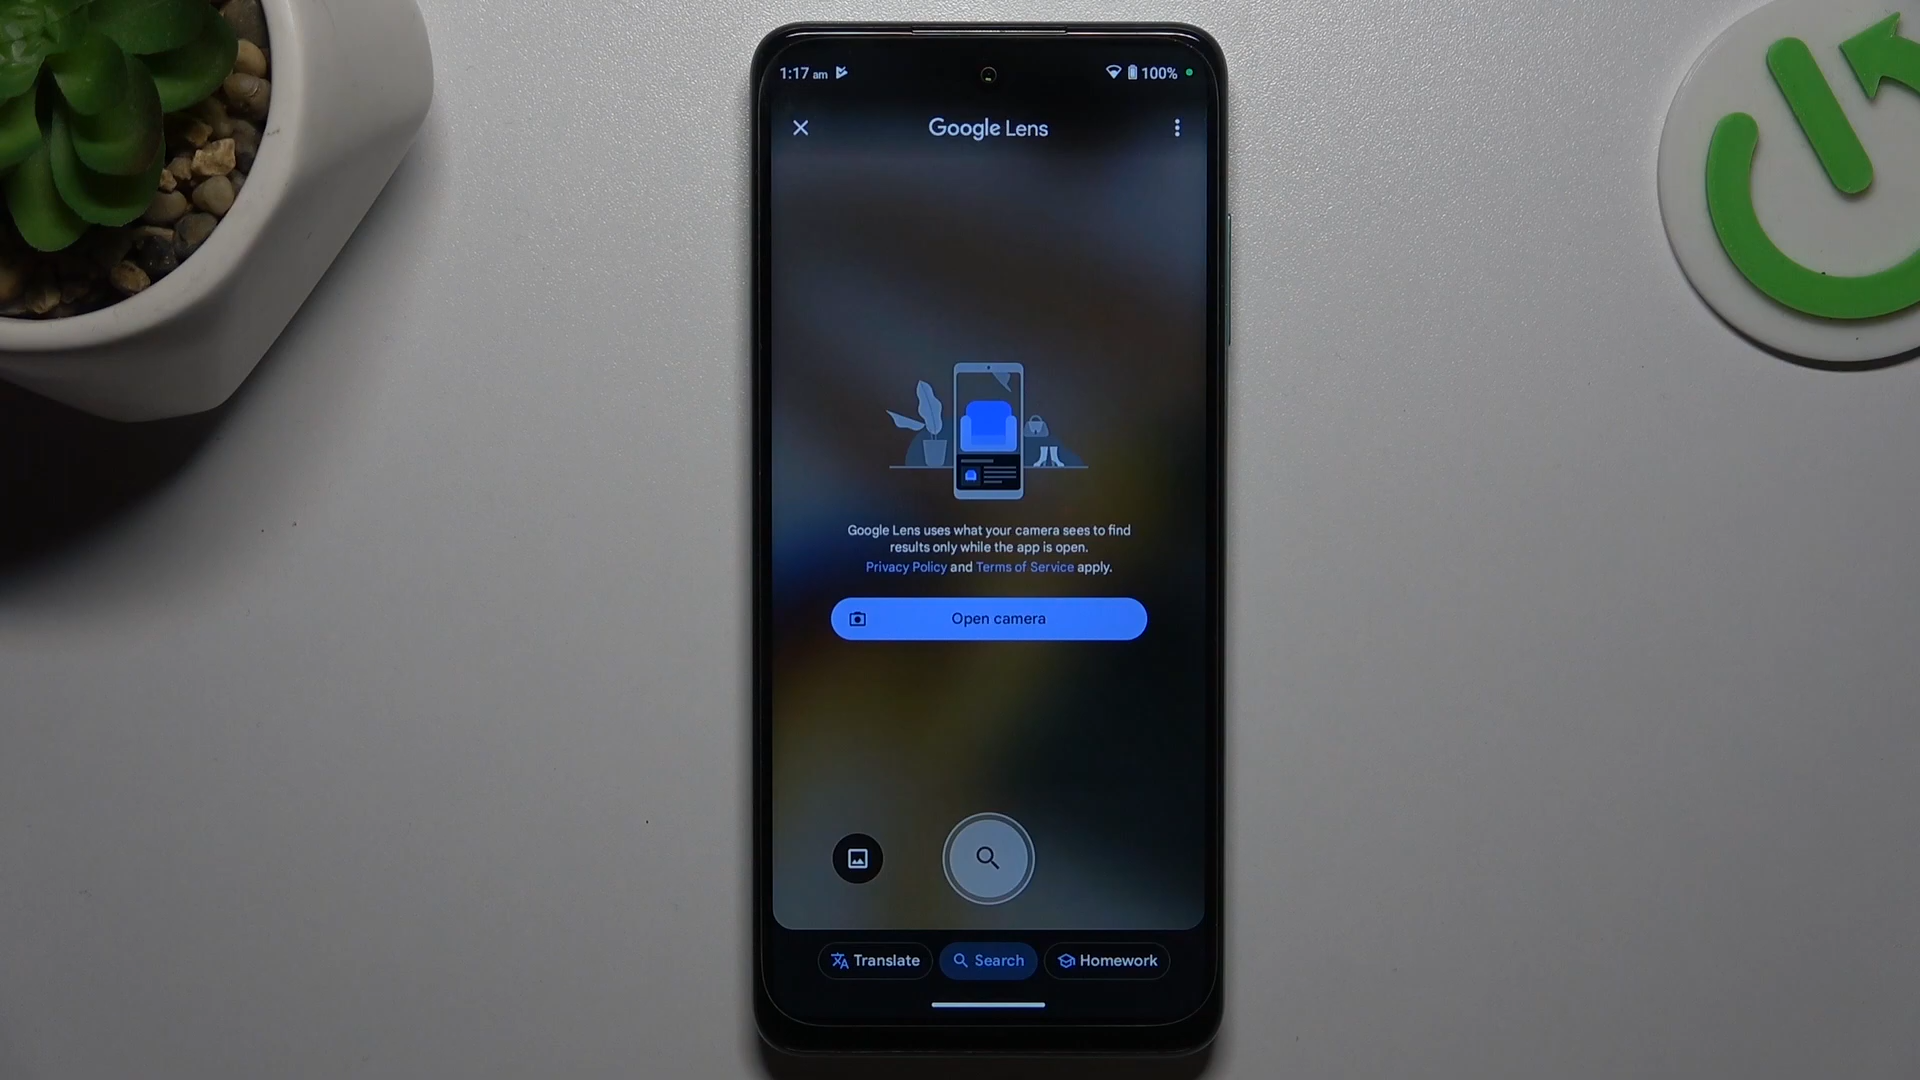 1:17 am 100%
Google Lens
Google Lens uses what your camera sees to find
results only while the app is open.
Privacy Policy and Terms of Service apply.
Open camera
Translate Search Homework